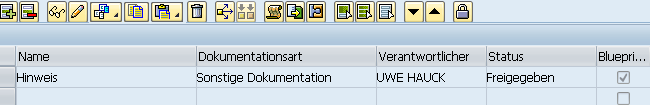 Name Dokumentationsart Verantwortlicher Status Bluepri...
Hinweis Sonstige Dokumentation UWE HAUCK Freigegeben